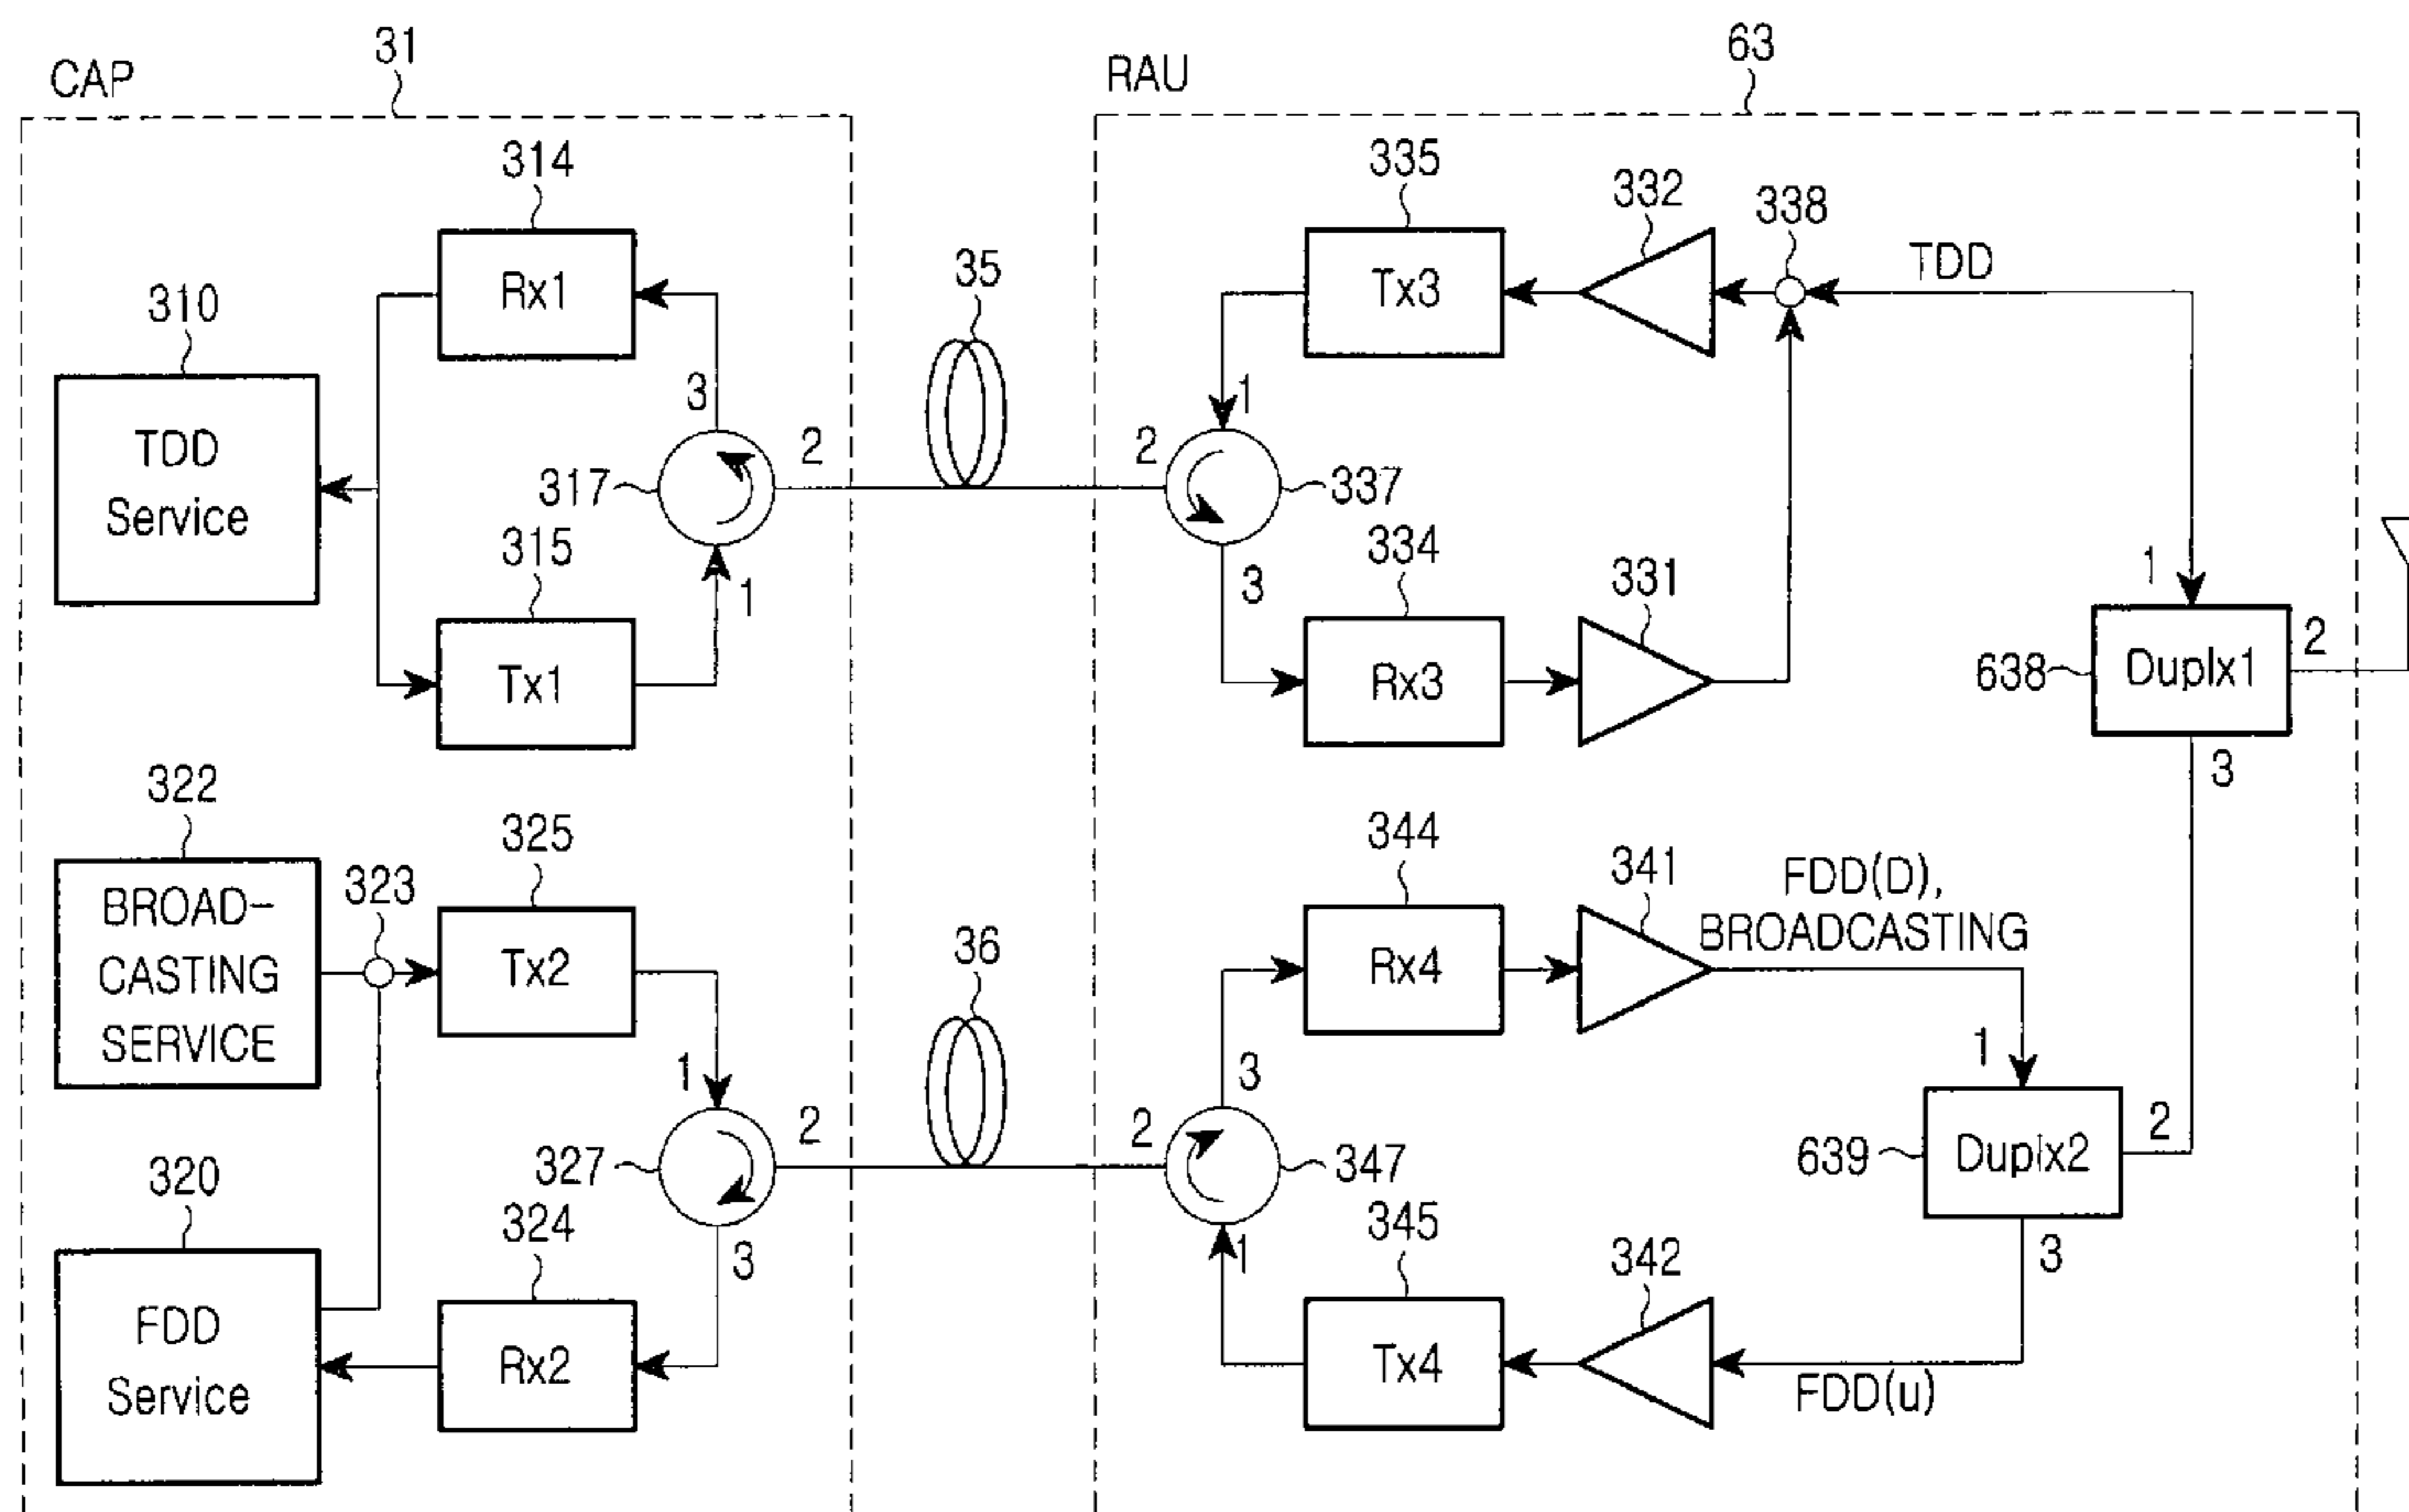 CAP
31
RAU
63
314
Rx1
310
TDD
Service
3
317
2
315
Tx1
1
35
335
Tx3
332
338
TDD
1
2
337
3
334
Rx3
331
1
2
638
Duplx1
3
322
BROAD-
CASTING
SERVICE
323
325
Tx2
1
2
327
3
320
FDD
Service
324
Rx2
36
344
Rx4
341
FDD(D),
BROADCASTING
3
2
347
1
1
2
639
Duplx2
3
345
Tx4
342
FDD(u)